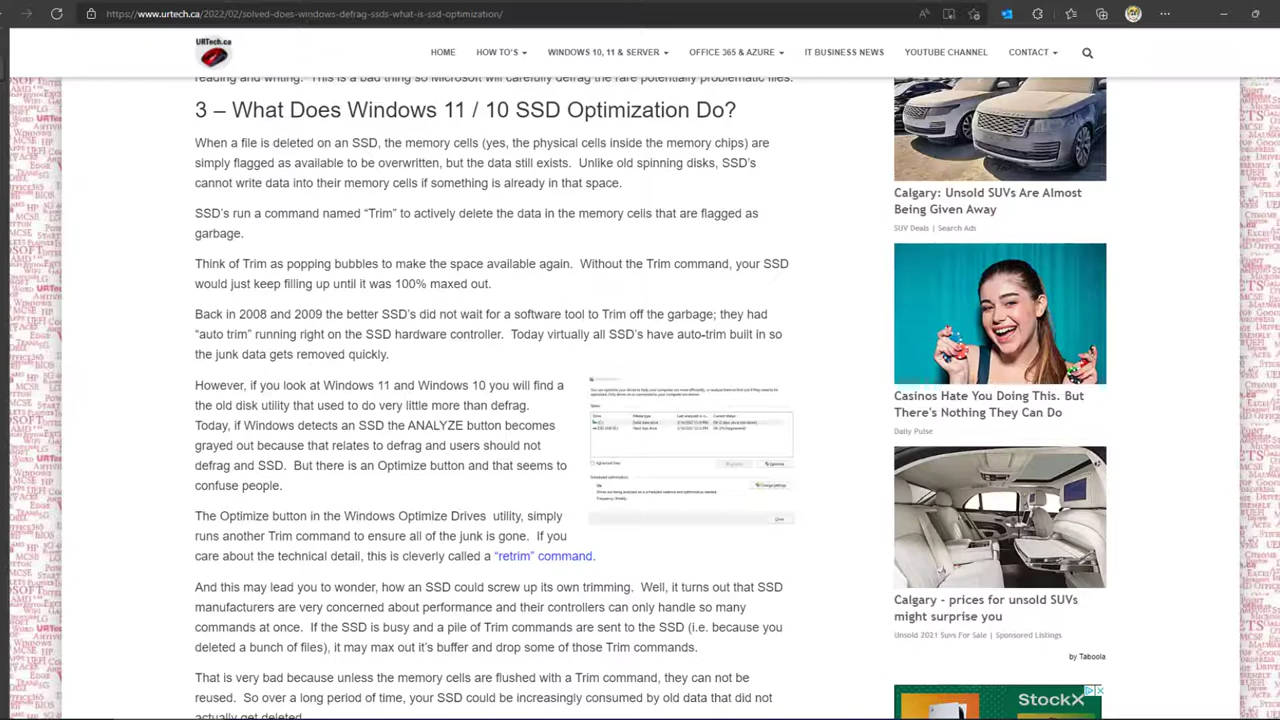 https://www.urtech.ca/2022/02/solved-does-windows-defrag-ssds-what-is-ssd-optimization/
URTech.ca
HOME
HOW TO'S
WINDOWS 10, 11 & SERVER
OFFICE 365 & AZURE
IT BUSINESS NEWS
YOUTUBE CHANNEL
CONTACT
reading and writing. This is a bad thing so Microsoft will carefully defrag the rare potentially problematic files.
3 – What Does Windows 11 / 10 SSD Optimization Do?
When a file is deleted on an SSD, the memory cells (yes, the physical cells inside the memory chips) are
simply flagged as available to be overwritten, but the data still exists. Unlike old spinning disks, SSD's
cannot write data into their memory cells if something is already in that space.
SSD's run a command named “Trim” to actively delete the data in the memory cells that are flagged as
garbage.
Think of Trim as popping bubbles to make the space available again. Without the Trim command, your SSD
would just keep filling up until it was 100% maxed out.
Back in 2008 and 2009 the better SSD's did not wait for a software tool to Trim off the garbage; they had
“auto trim” running right on the SSD hardware controller. Today really all SSD's have auto-trim built in so
the junk data gets removed quickly.
However, if you look at Windows 11 and Windows 10 you will find a
the old disk utility that used to do very little more than defrag.
Today, if Windows detects an SSD the ANALYZE button becomes
grayed out because that relates to defrag and users should not
defrag and SSD. But there is an Optimize button and that seems to
confuse people.
The Optimize button in the Windows Optimize Drives utility, simply
runs another Trim command to ensure all of the junk is gone. If you
care about the technical detail, this is cleverly called a “retrim” command.
And this may lead you to wonder, how an SSD could screw up its own trimming. Well, it turns out that SSD
manufacturers are very concerned about performance and their controllers can only handle so many
commands at once. If the SSD is busy and a pile of Trim commands are sent to the SSD (i.e. because you
deleted a bunch of files), it may max out it's buffer and drop some of those Trim commands.
That is very bad because unless the memory cells are flushed with a Trim command, they can not be
reused. Over a long period of time, your SSD could be increasingly consumed by old data that did not
actually get deleted.
Calgary: Unsold SUVs Are Almost
Being Given Away
SUV Deals | Search Ads
Casinos Hate You Doing This. But
There's Nothing They Can Do
Daily Pulse
Calgary - prices for unsold SUVs
might surprise you
Unsold 2021 Suvs For Sale | Sponsored Listings
by Taboola
StockX